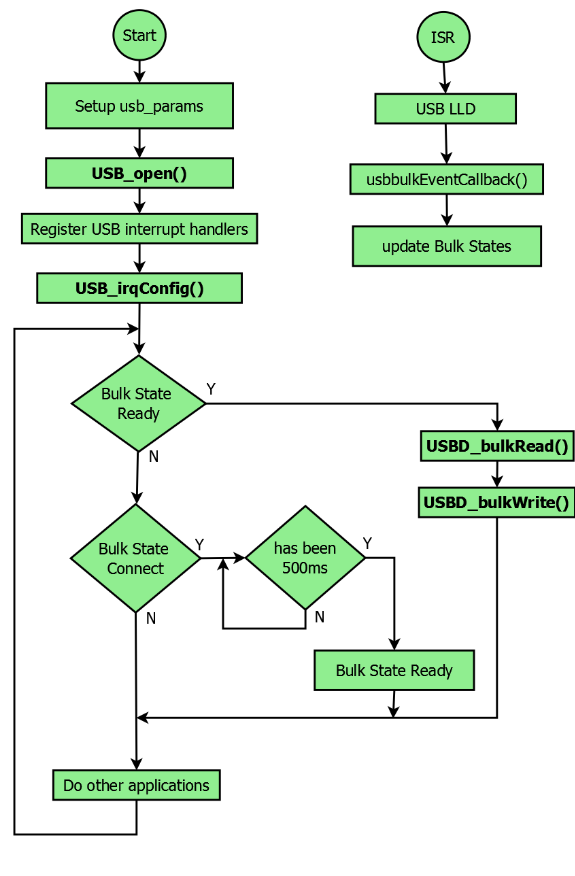 Start
Setup usb_params
USB_open()
Register USB interrupt handlers
USB_irqConfig()
Bulk State
Ready
Y
N
Bulk State
Connect
Y
N
has been
500ms
Y
N
Bulk State Ready
USBD_bulkRead()
USBD_bulkWrite()
Do other applications
ISR
USB LLD
usbbulkEventCallback()
update Bulk States